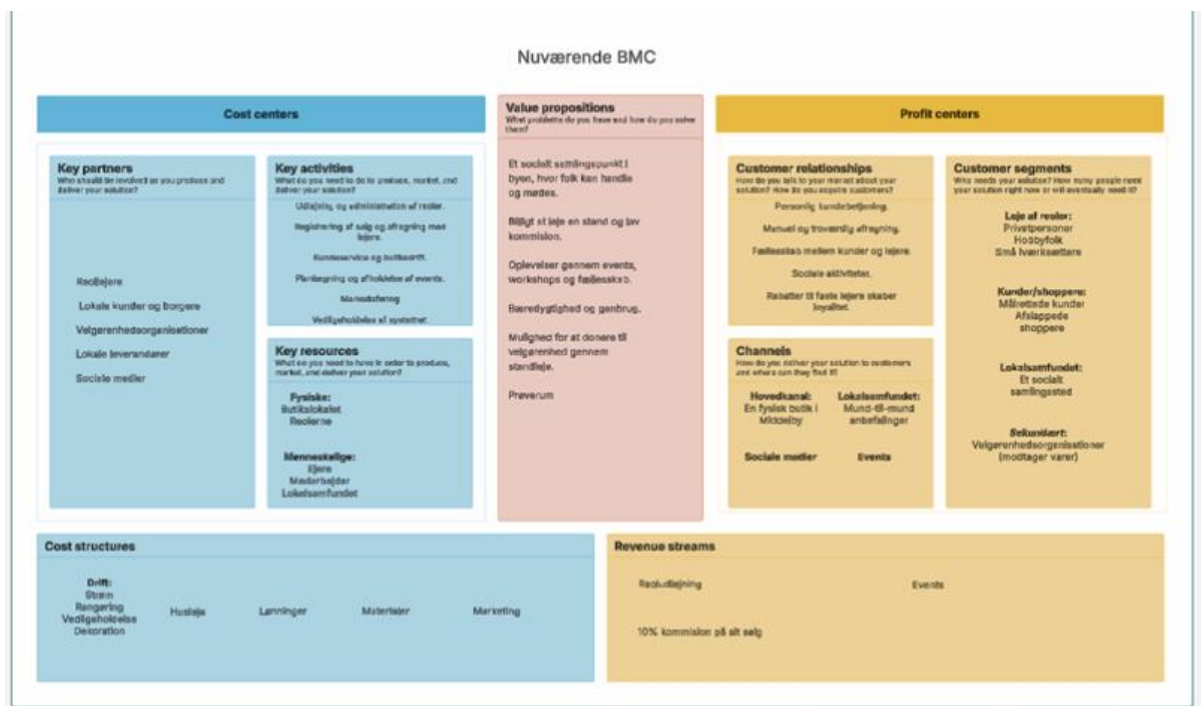 Nuværende BMC
Cost centers
Key partners
Who should be involved as you produce and
deliver your solution?
Reollejere
Lokale kunder og borgere
Velgørenhedsorganisationer
Lokale leverandører
Sociale medier
Key activities
What do you need to do to produce, market, and
deliver your solution?
Udlejning og administration af reoler.
Registrering af salg og afregning med
lejere.
Kundeservice og butiksdrift.
Planlægning og afholdelse af events.
Markedsføring
Vedligeholdelse af systemet.
Key resources
What do you need to have in order to produce,
market, and deliver your solution?
Fysiske:
Butikslokalet
Reolerne
Menneskelige:
Ejere
Medarbejder
Lokalsamfundet
Value propositions
What problems do you have and how do you solve
them?
Et socialt samlingspunkt i
byen, hvor folk kan handle
og mødes.
Billigt at leje en stand og lav
kommision.
Oplevelser gennem events,
workshops og fællesskab.
Bæredygtighed og genbrug.
Mulighed for at donere til
velgørenhed gennem
standleje.
Prøverum
Profit centers
Customer relationships
How do you talk to your market about your
solution? How do you acquire customers?
Personlig kundebetjening.
Manuel og troværdig afregning.
Fællesskab mellem kunder og lejere.
Sociale aktiviteter.
Rabatter til faste lejere skaber
loyalitet.
Channels
How do you deliver your solution to customers
and where can they find it?
Hovedkanal:
En fysisk butik i
Middelby
Lokalsamfundet:
Mund-til-mund
anbefalinger
Sociale medier
Events
Customer segments
Who needs your solution? How many people need
your solution right now or will eventually need it?
Leje af reoler:
Privatpersoner
Hobbyfolk
Små iværksættere
Kunder/shoppere:
Målrettede kunder
Afslappede
shoppere
Lokalsamfundet:
Et socialt
samlingssted
Sekundært:
Velgørenhedsorganisationer
(modtager varer)
Cost structures
Drift:
Strøm
Rengøring
Vedligeholdelse
Dekoration
Husleje
Lønninger
Materialer
Marketing
Revenue streams
Reoludlejning
Events
10% kommision på alt salg